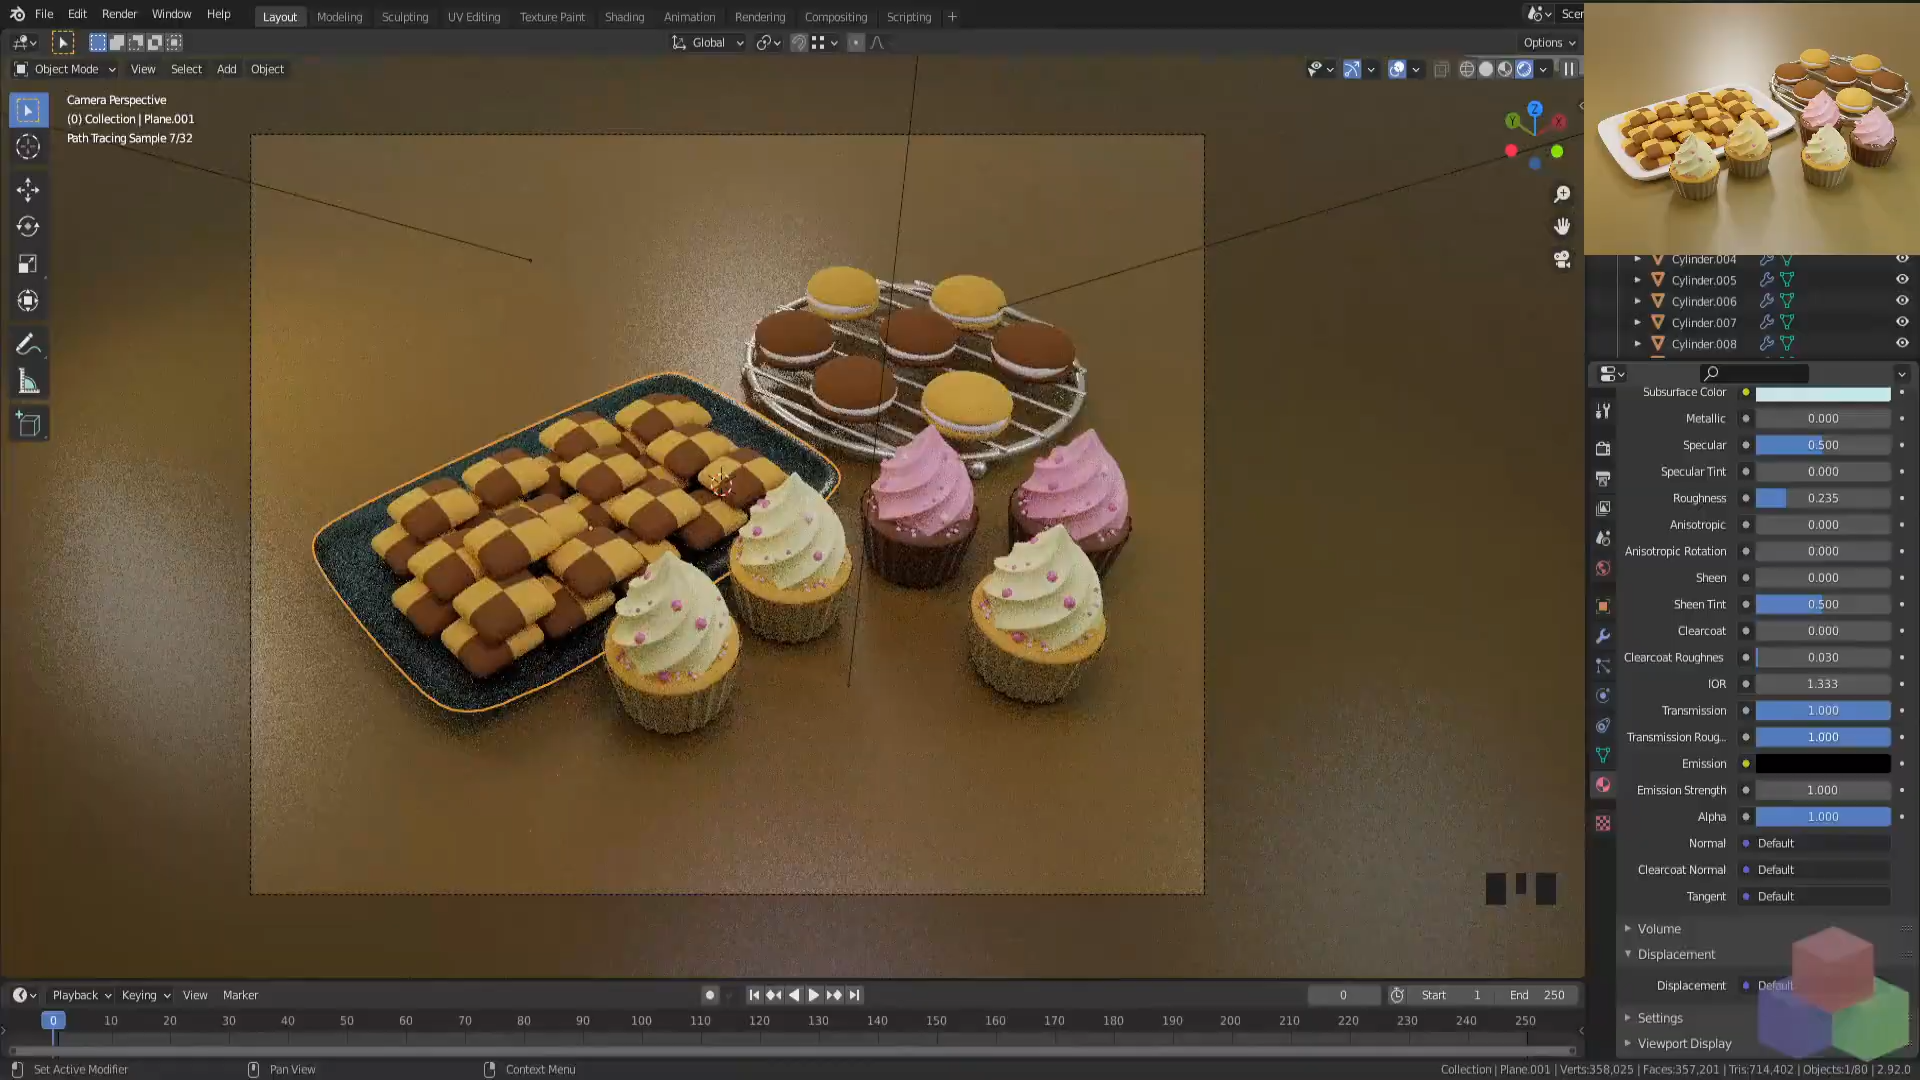 File Edit Render Window Help Layout Modeling Sculpting UV Editing Texture Paint Shading Animation Rendering Compositing Scripting + Scer
Global Options
Object Mode View Select Add Object
Camera Perspective
(0) Collection | Plane.001
Path Tracing Sample 7/32
Z
Y X
Cylinder.004
Cylinder.005
Cylinder.006
Cylinder.007
Cylinder.008
Subsurface Color
Metallic 0.000
Specular 0.500
Specular Tint 0.000
Roughness 0.235
Anisotropic 0.000
Anisotropic Rotation 0.000
Sheen 0.000
Sheen Tint 0.500
Clearcoat 0.000
Clearcoat Roughnes 0.030
IOR 1.333
Transmission 1.000
Transmission Roug... 1.000
Emission
Emission Strength 1.000
Alpha 1.000
Normal Default
Clearcoat Normal Default
Tangent Default
Volume
Displacement
Displacement Default
Settings
Viewport Display
Playback Keying View Marker 0 Start 1 End 250
0 10 20 30 40 50 60 70 80 90 100 110 120 130 140 150 160 170 180 190 200 210 220 230 240 250
Set Active Modifier Pan View Context Menu Collection | Plane.001 | Verts:358,025 | Faces:357,201 | Tris:714,402 | Objects:1/80 | 2.92.0